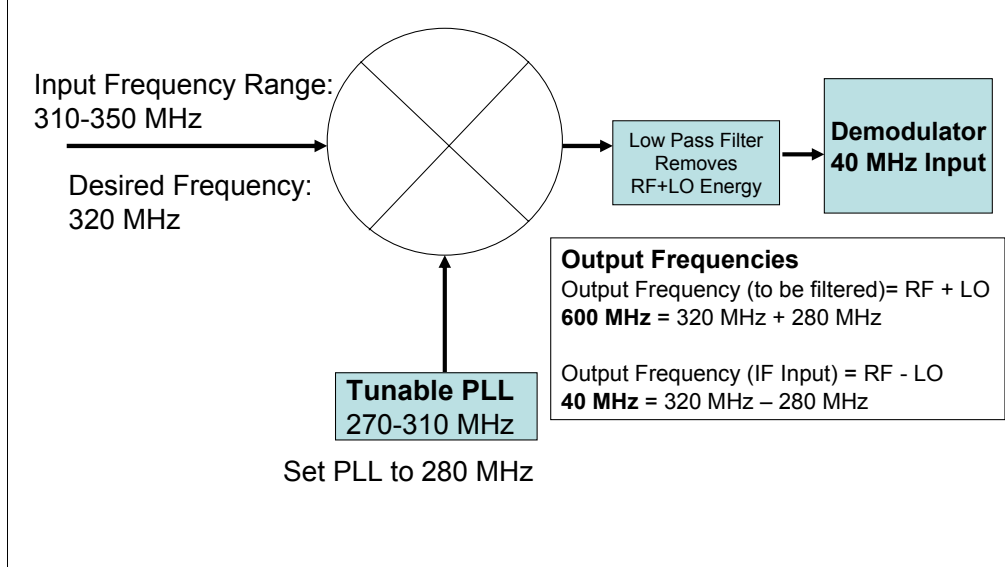 Input Frequency Range:
310-350 MHz
Desired Frequency:
320 MHz
Low Pass Filter
Removes
RF+LO Energy
Demodulator
40 MHz Input
Output Frequencies
Output Frequency (to be filtered)= RF + LO
600 MHz = 320 MHz + 280 MHz
Output Frequency (IF Input) = RF - LO
40 MHz = 320 MHz – 280 MHz
Tunable PLL
270-310 MHz
Set PLL to 280 MHz